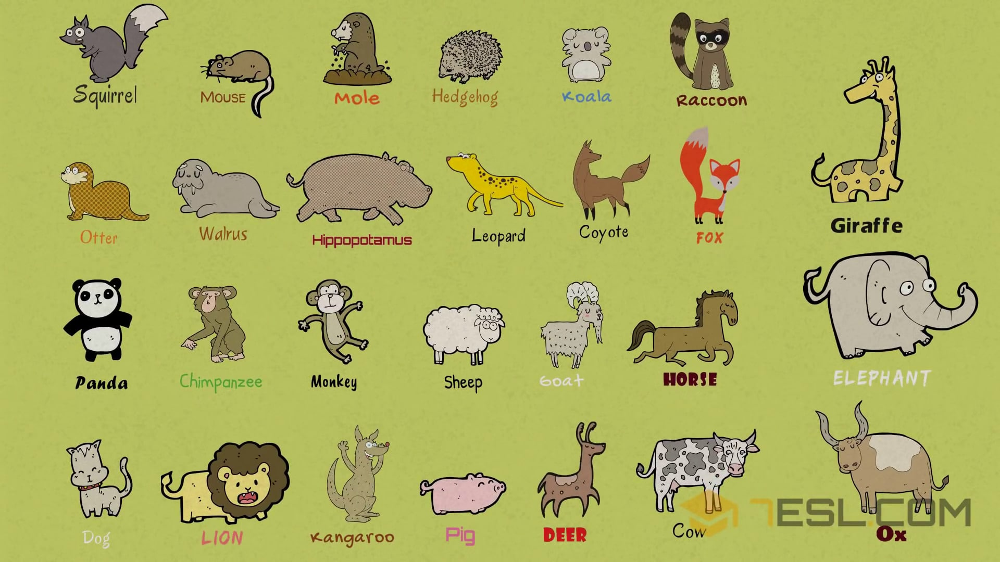 Squirrel
Mouse
Mole
Hedgehog
Koala
Raccoon
Otter
Walrus
Hippopotamus
Leopard
Coyote
FOX
Giraffe
Panda
Chimpanzee
Monkey
Sheep
Goat
HORSE
ELEPHANT
Dog
LION
Kangaroo
Pig
DEER
Cow
7ESL.COM
Ox